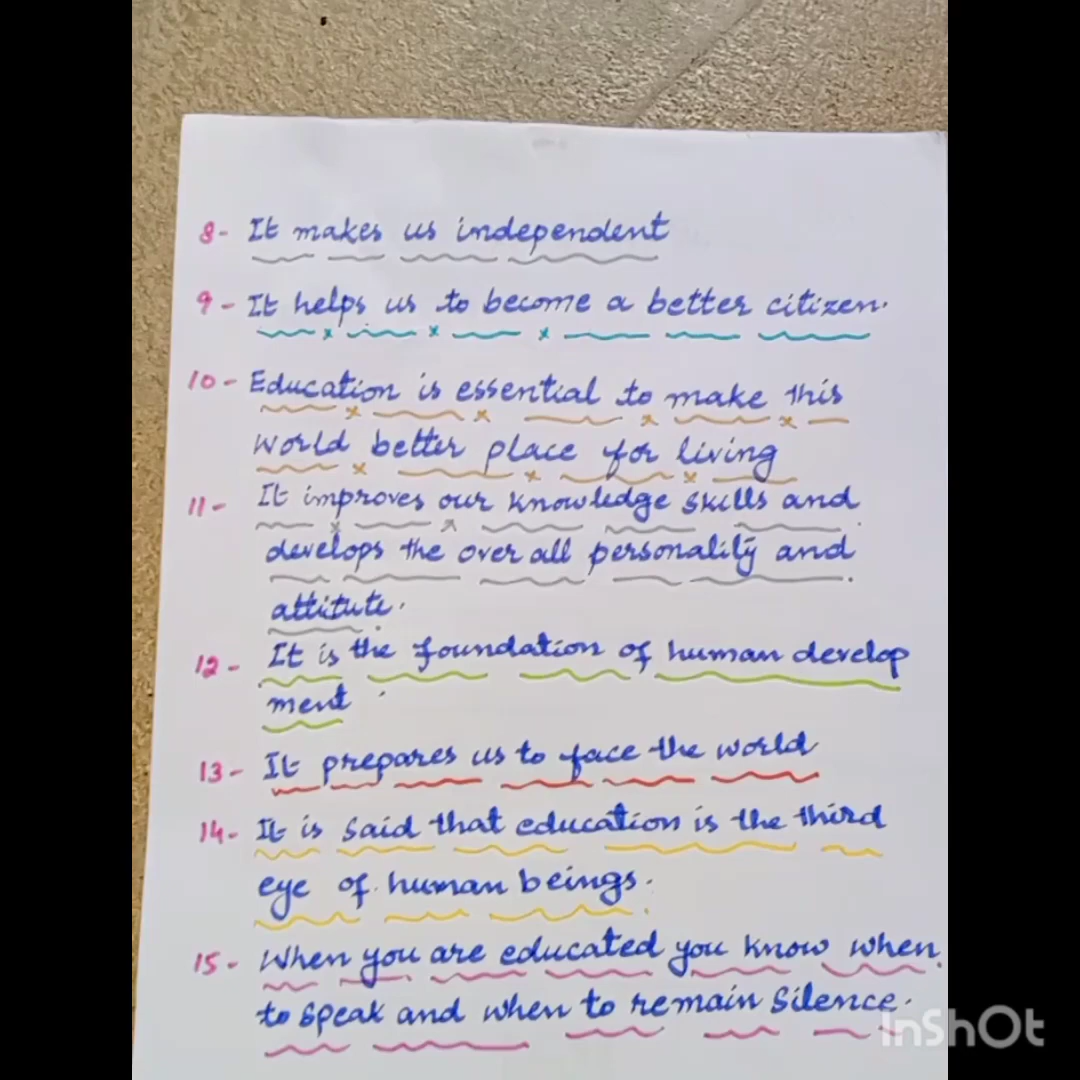 8- It makes us independent
9- It helps us to become a better citizen.
10- Education is essential to make this
world better place for living
11- It improves our knowledge skills and
develops the over all personality and
attitute.
12- It is the foundation of human develop
ment
13- It prepares us to face the world
14- It is said that education is the third
eye of human beings.
15- When you are educated you know when
to speak and when to remain silence.
InShOt